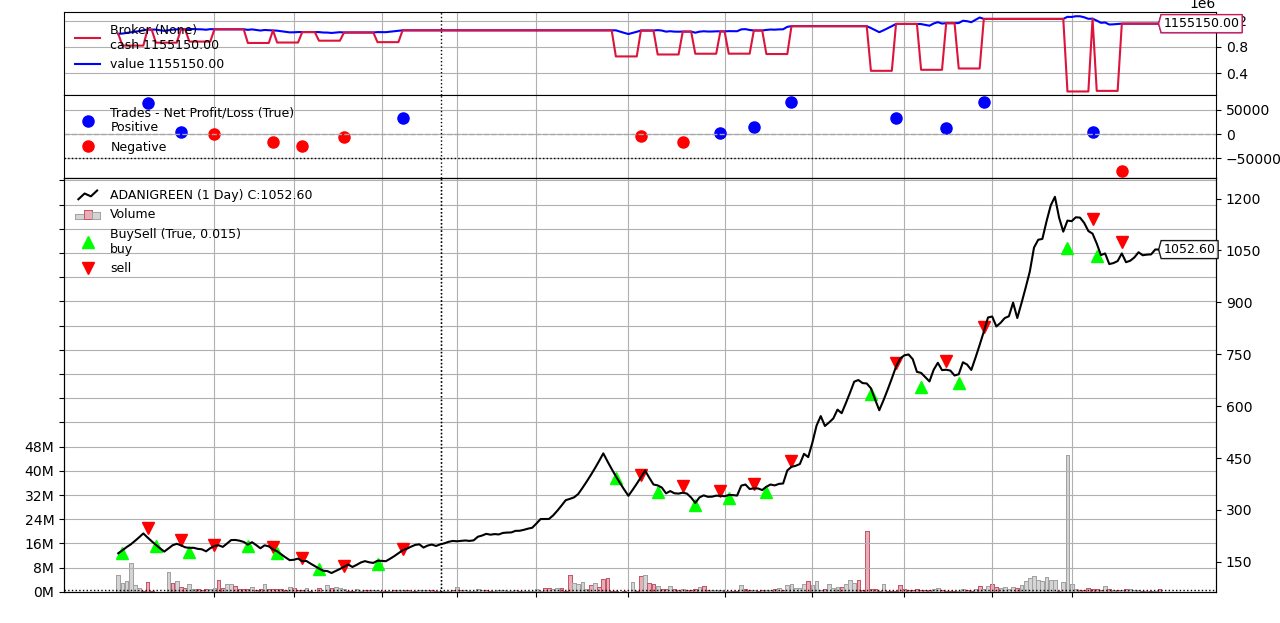 1e6
Broker (None)
cash 1155150.00
value 1155150.00
1155150.00
0.8
0.4
Trades - Net Profit/Loss (True)
Positive
Negative
50000
0
−50000
ADANIGREEN (1 Day) C:1052.60
Volume
BuySell (True, 0.015)
buy
sell
1200
1050
1052.60
900
750
600
450
300
150
48M
40M
32M
24M
16M
8M
0M